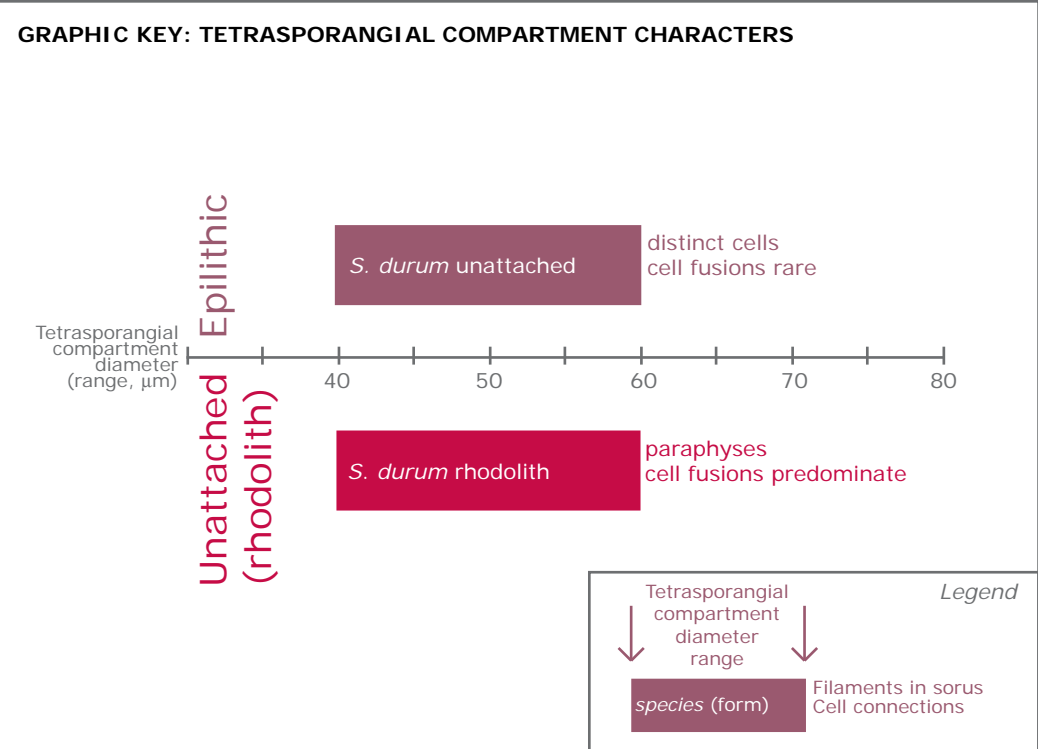 GRAPHIC KEY: TETRASPORANGIAL COMPARTMENT CHARACTERS
Epilithic
S. durum unattached
distinct cells
cell fusions rare
Tetrasporangial
compartment
diameter
(range, µm)
40 50 60 70 80
Unattached
(rhodolith)
S. durum rhodolith
paraphyses
cell fusions predominate
Legend
Tetrasporangial
compartment
diameter
range
species (form)
Filaments in sorus
Cell connections